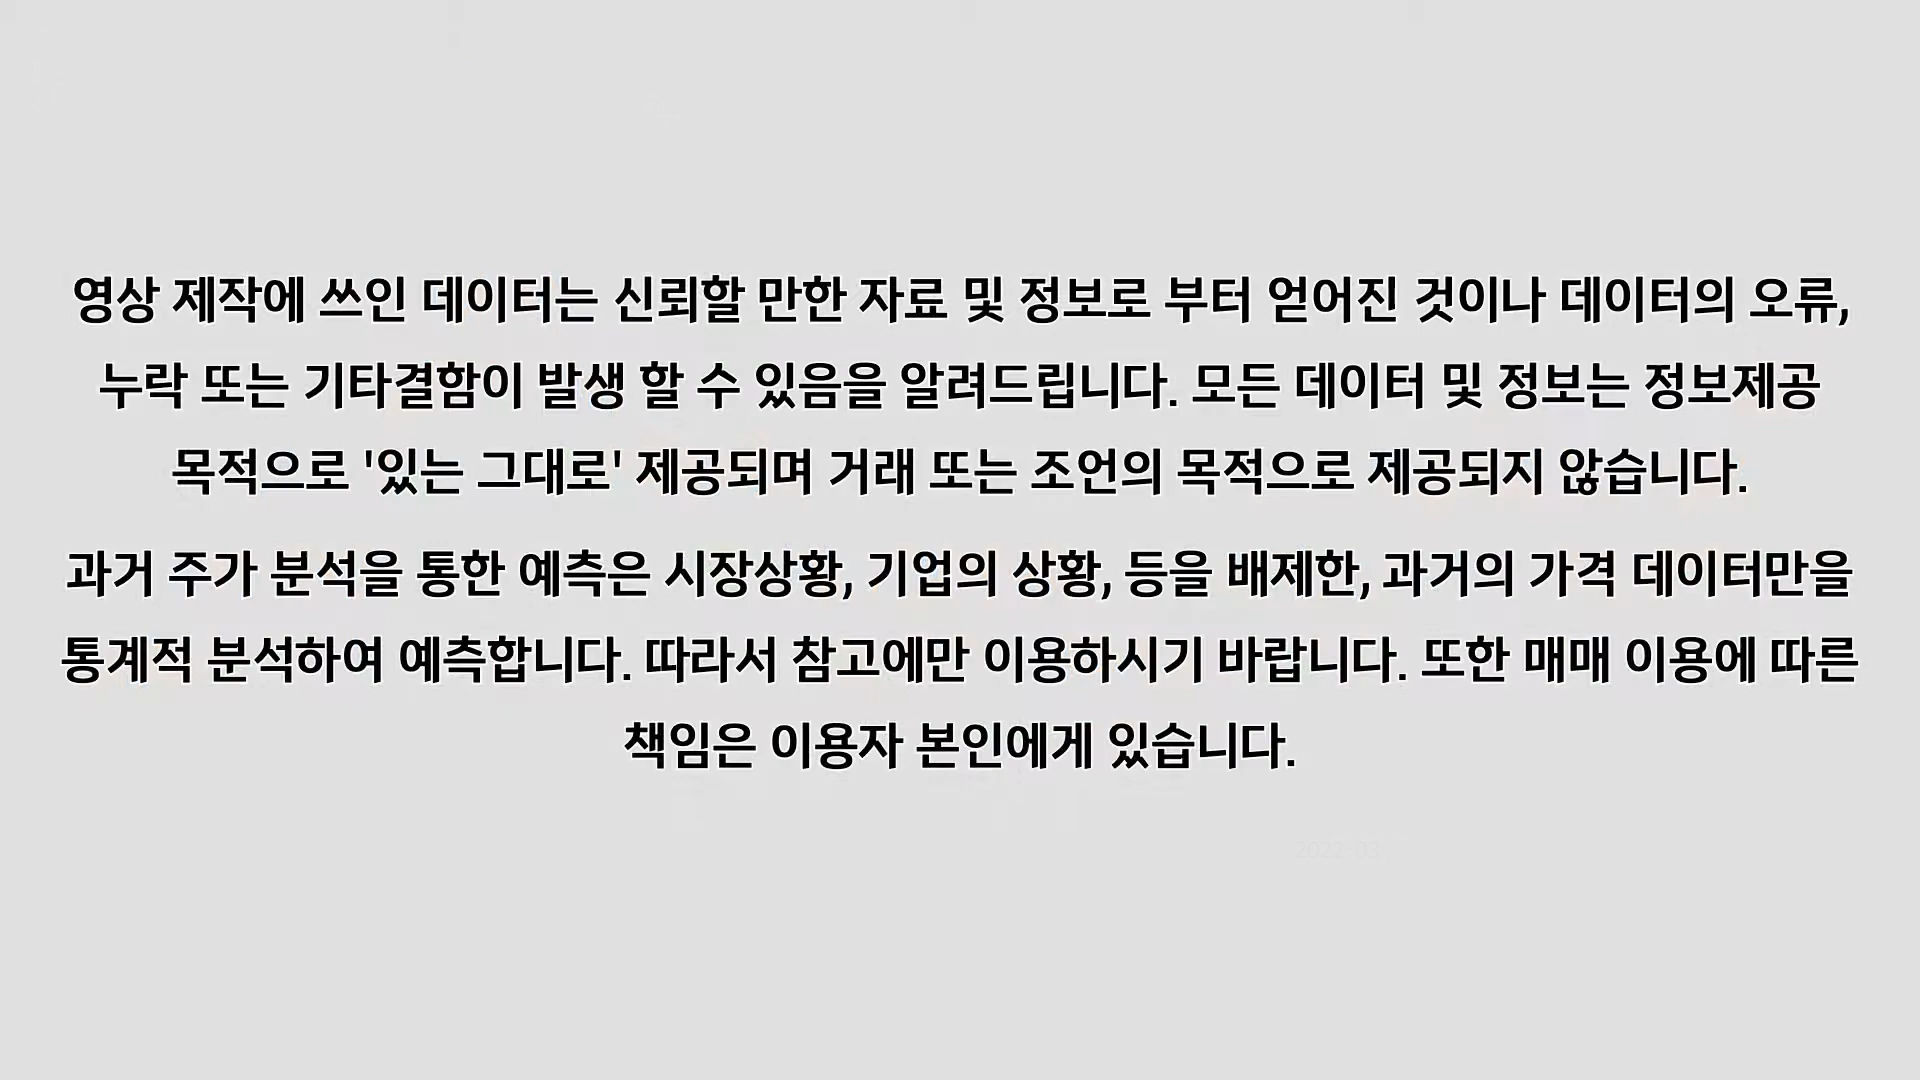 영상 제작에 쓰인 데이터는 신뢰할 만한 자료 및 정보로 부터 얻어진 것이나 데이터의 오류,
누락 또는 기타결함이 발생 할 수 있음을 알려드립니다. 모든 데이터 및 정보는 정보제공
목적으로 '있는 그대로' 제공되며 거래 또는 조언의 목적으로 제공되지 않습니다.
과거 주가 분석을 통한 예측은 시장상황, 기업의 상황, 등을 배제한, 과거의 가격 데이터만을
통계적 분석하여 예측합니다. 따라서 참고에만 이용하시기 바랍니다. 또한 매매 이용에 따른
책임은 이용자 본인에게 있습니다.